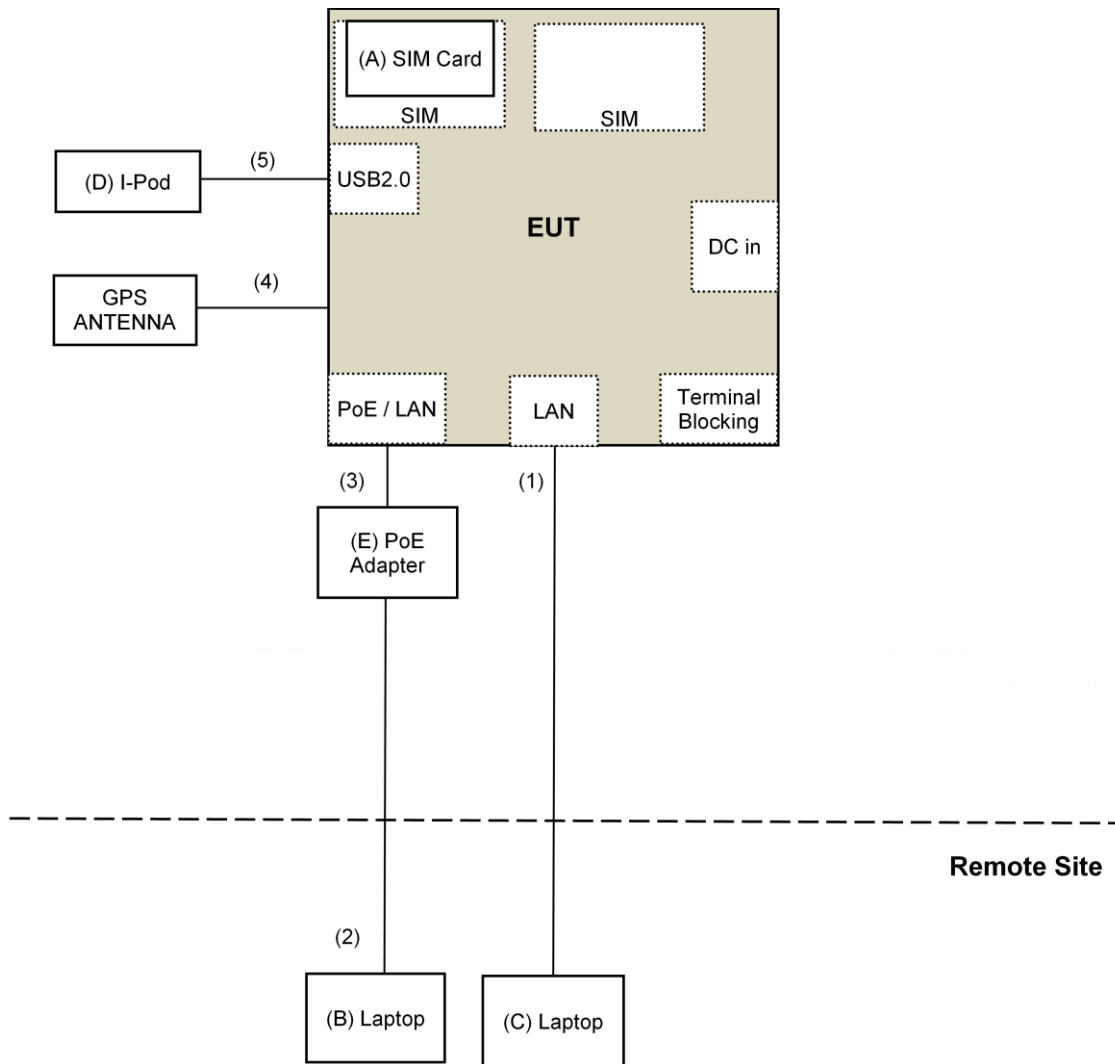 (A) SIM Card
SIM
SIM
(5)
(D) I-Pod
USB2.0
EUT
DC in
(4)
GPS
ANTENNA
PoE / LAN
LAN
Terminal
Blocking
(3)
(1)
(E) PoE
Adapter
Remote Site
(2)
(B) Laptop
(C) Laptop